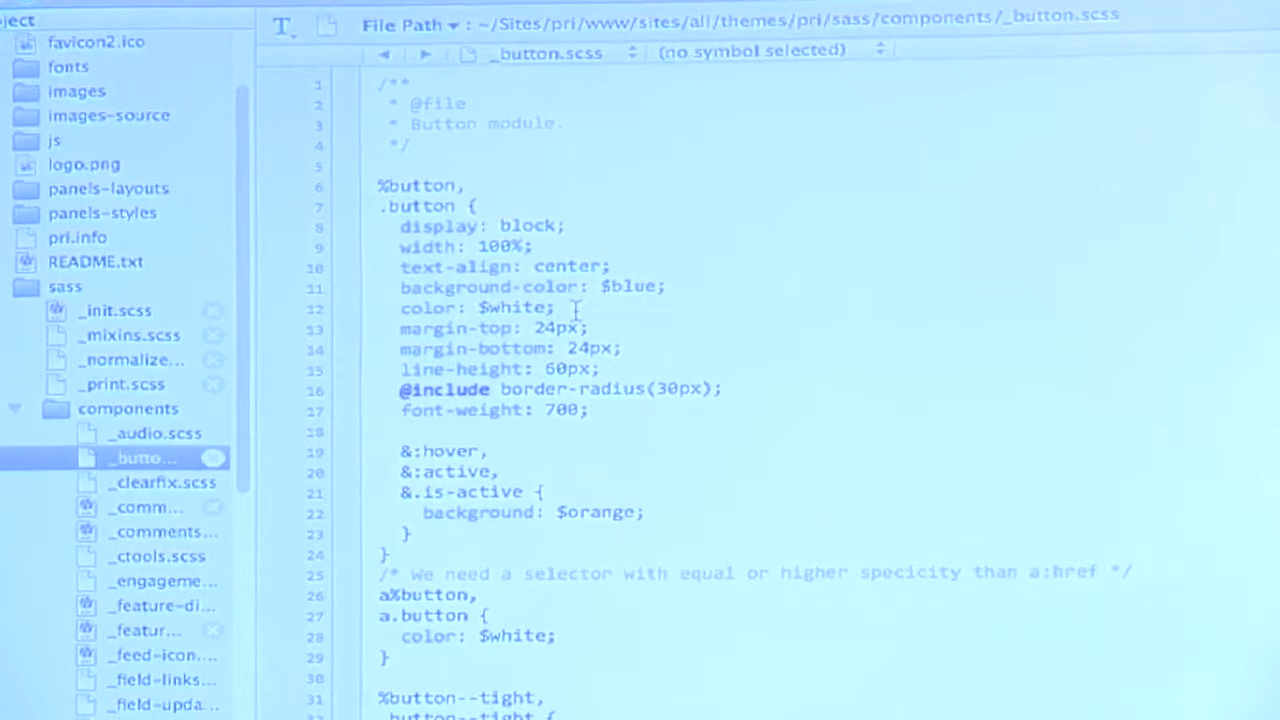 ject
favicon2.ico
fonts
images
images-source
js
logo.png
panels-layouts
panels-styles
pri.info
README.txt
sass
_init.scss
_mixins.scss
_normalize...
_print.scss
components
_audio.scss
_butto...
_clearfix.scss
_comm...
_comments...
_ctools.scss
_engageme...
_feature-di...
_featur...
_feed-icon....
_field-links...
_field-upda...
File Path : ~/Sites/pri/www/sites/all/themes/pri/sass/components/_button.scss
_button.scss (no symbol selected)
1 /**
2 * @file
3 * Button module.
4 */
5
6 %button,
7 .button {
8 display: block;
9 width: 100%;
10 text-align: center;
11 background-color: $blue;
12 color: $white;
13 margin-top: 24px;
14 margin-bottom: 24px;
15 line-height: 60px;
16 @include border-radius(30px);
17 font-weight: 700;
18
19 &:hover,
20 &:active,
21 &.is-active {
22 background: $orange;
23 }
24 }
25 /* We need a selector with equal or higher specicity than a:href */
26 a%button,
27 a.button {
28 color: $white;
29 }
30
31 %button--tight,
.button--tight {